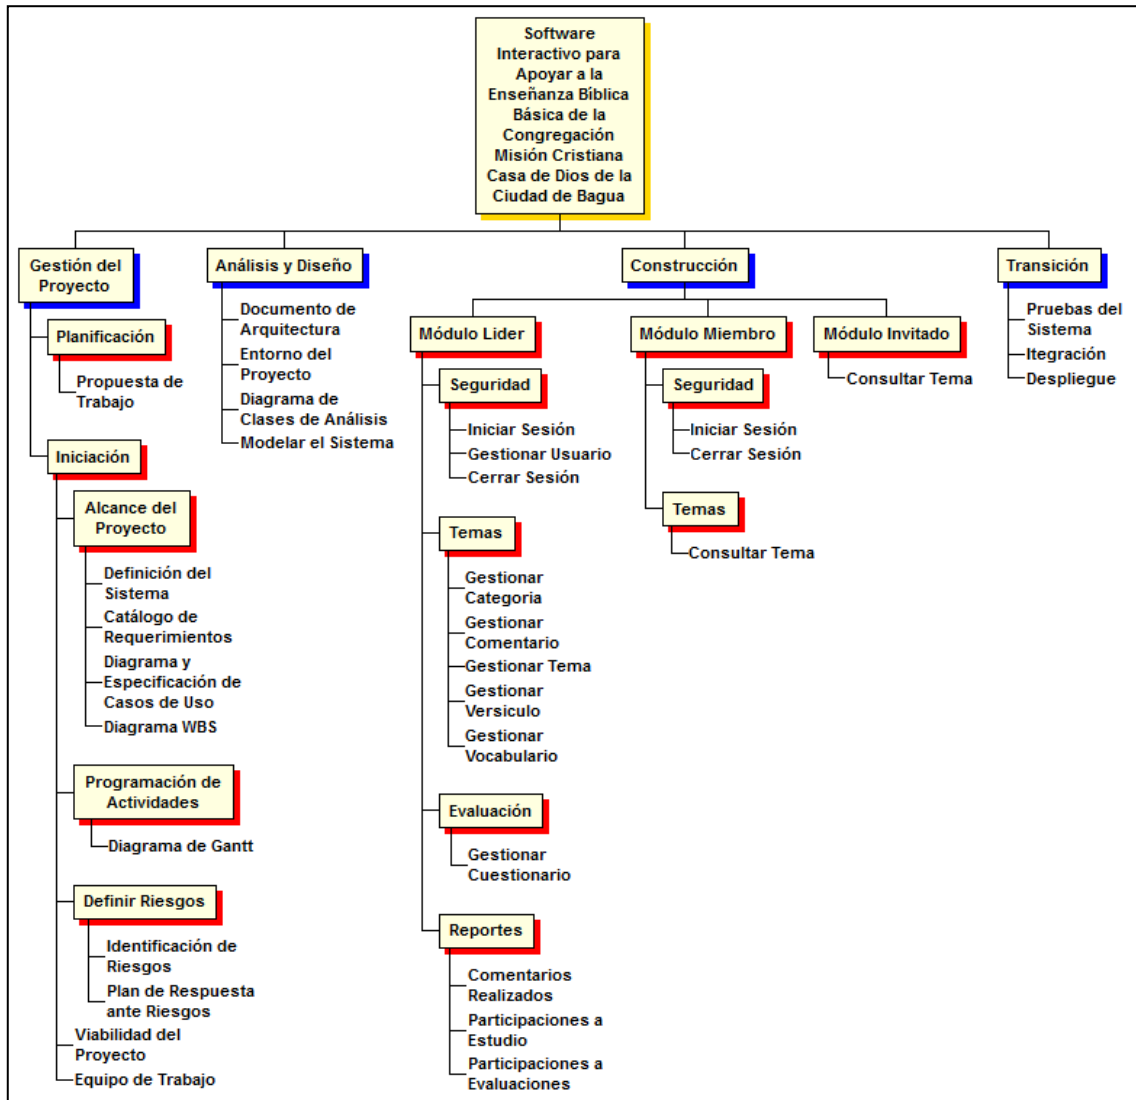 Software
Interactivo para
Apoyar a la
Enseñanza Bíblica
Básica de la
Congregación
Misión Cristiana
Casa de Dios de la
Ciudad de Bagua
Gestión del
Proyecto
Planificación
Propuesta de
Trabajo
Iniciación
Alcance del
Proyecto
Definición del
Sistema
Catálogo de
Requerimientos
Diagrama y
Especificación de
Casos de Uso
Diagrama WBS
Programación de
Actividades
Diagrama de Gantt
Definir Riesgos
Identificación de
Riesgos
Plan de Respuesta
ante Riesgos
Viabilidad del
Proyecto
Equipo de Trabajo
Análisis y Diseño
Documento de
Arquitectura
Entorno del
Proyecto
Diagrama de
Clases de Análisis
Modelar el Sistema
Construcción
Módulo Lider
Seguridad
Iniciar Sesión
Gestionar Usuario
Cerrar Sesión
Temas
Gestionar
Categoria
Gestionar
Comentario
Gestionar Tema
Gestionar
Versiculo
Gestionar
Vocabulario
Evaluación
Gestionar
Cuestionario
Reportes
Comentarios
Realizados
Participaciones a
Estudio
Participaciones a
Evaluaciones
Módulo Miembro
Seguridad
Iniciar Sesión
Cerrar Sesión
Temas
Consultar Tema
Módulo Invitado
Consultar Tema
Transición
Pruebas del
Sistema
Itegración
Despliegue